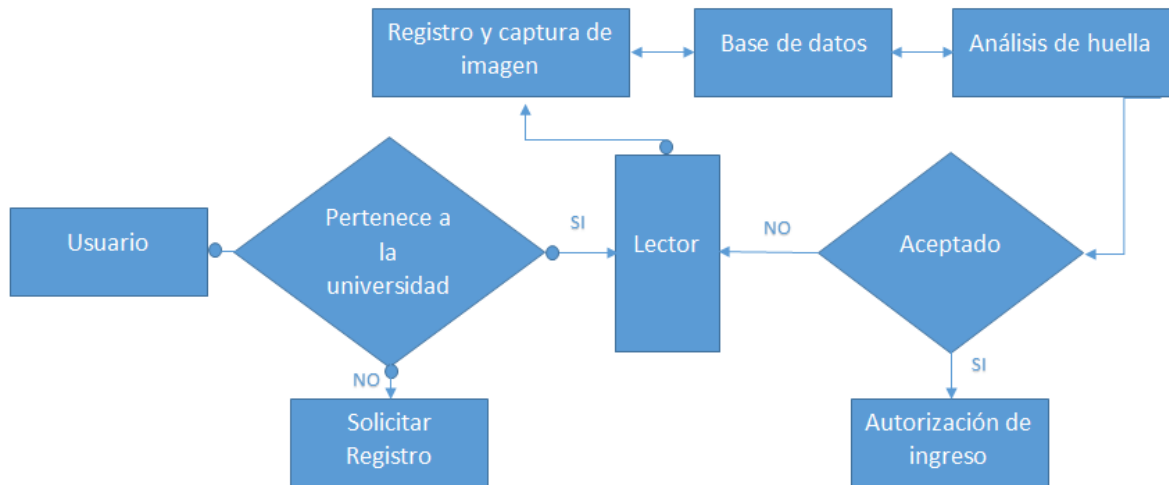 Registro y captura de
imagen
Base de datos
Análisis de huella
Usuario
Pertenece a
la
universidad
SI
Lector
NO
Aceptado
NO
SI
Solicitar
Registro
Autorización de
ingreso